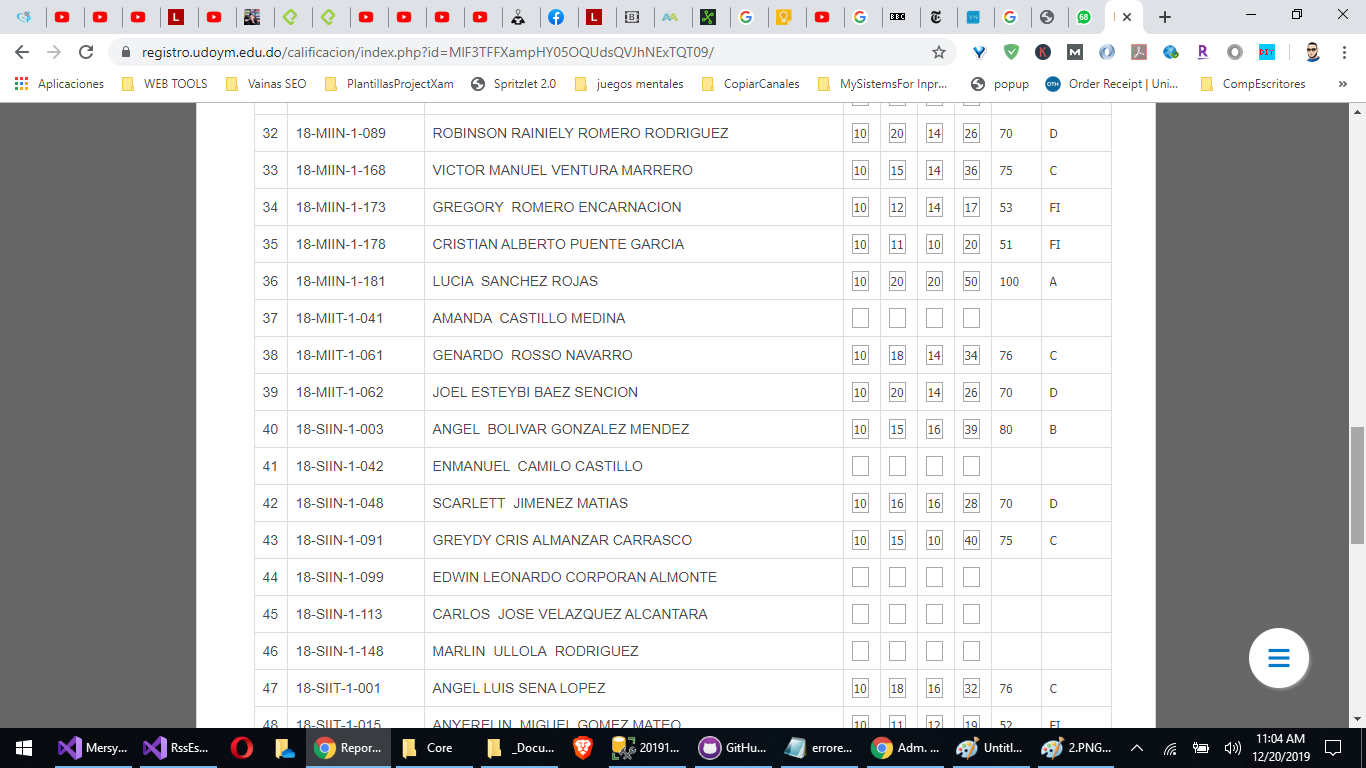 registro.udoym.edu.do/calificacion/index.php?id=MlF3TFFXampHY05OQUdsQVJhNExTQT09/
Aplicaciones WEB TOOLS Vainas SEO PlantillasProjectXam Spritzlet 2.0 juegos mentales CopiarCanales MySistemsFor Inpr... popup Order Receipt | Uni... CompEscritores »
32 18-MIIN-1-089 ROBINSON RAINIELY ROMERO RODRIGUEZ 10 20 14 26 70 D
33 18-MIIN-1-168 VICTOR MANUEL VENTURA MARRERO 10 15 14 36 75 C
34 18-MIIN-1-173 GREGORY ROMERO ENCARNACION 10 12 14 17 53 FI
35 18-MIIN-1-178 CRISTIAN ALBERTO PUENTE GARCIA 10 11 10 20 51 FI
36 18-MIIN-1-181 LUCIA SANCHEZ ROJAS 10 20 20 50 100 A
37 18-MIIT-1-041 AMANDA CASTILLO MEDINA
38 18-MIIT-1-061 GENARDO ROSSO NAVARRO 10 18 14 34 76 C
39 18-MIIT-1-062 JOEL ESTEYBI BAEZ SENCION 10 20 14 26 70 D
40 18-SIIN-1-003 ANGEL BOLIVAR GONZALEZ MENDEZ 10 15 16 39 80 B
41 18-SIIN-1-042 ENMANUEL CAMILO CASTILLO
42 18-SIIN-1-048 SCARLETT JIMENEZ MATIAS 10 16 16 28 70 D
43 18-SIIN-1-091 GREYDY CRIS ALMANZAR CARRASCO 10 15 10 40 75 C
44 18-SIIN-1-099 EDWIN LEONARDO CORPORAN ALMONTE
45 18-SIIN-1-113 CARLOS JOSE VELAZQUEZ ALCANTARA
46 18-SIIN-1-148 MARLIN ULLOLA RODRIGUEZ
47 18-SIIT-1-001 ANGEL LUIS SENA LOPEZ 10 18 16 32 76 C
48 18-SIIT-1-015 ANYERELIN MIGUEL GOMEZ MATEO 10 11 12 19 52 FI
Mersy... RssEs... Repor... Core _Docu... 20191... GitHu... errore... Adm. ... Untitl... 2.PNG... 11:04 AM
12/20/2019